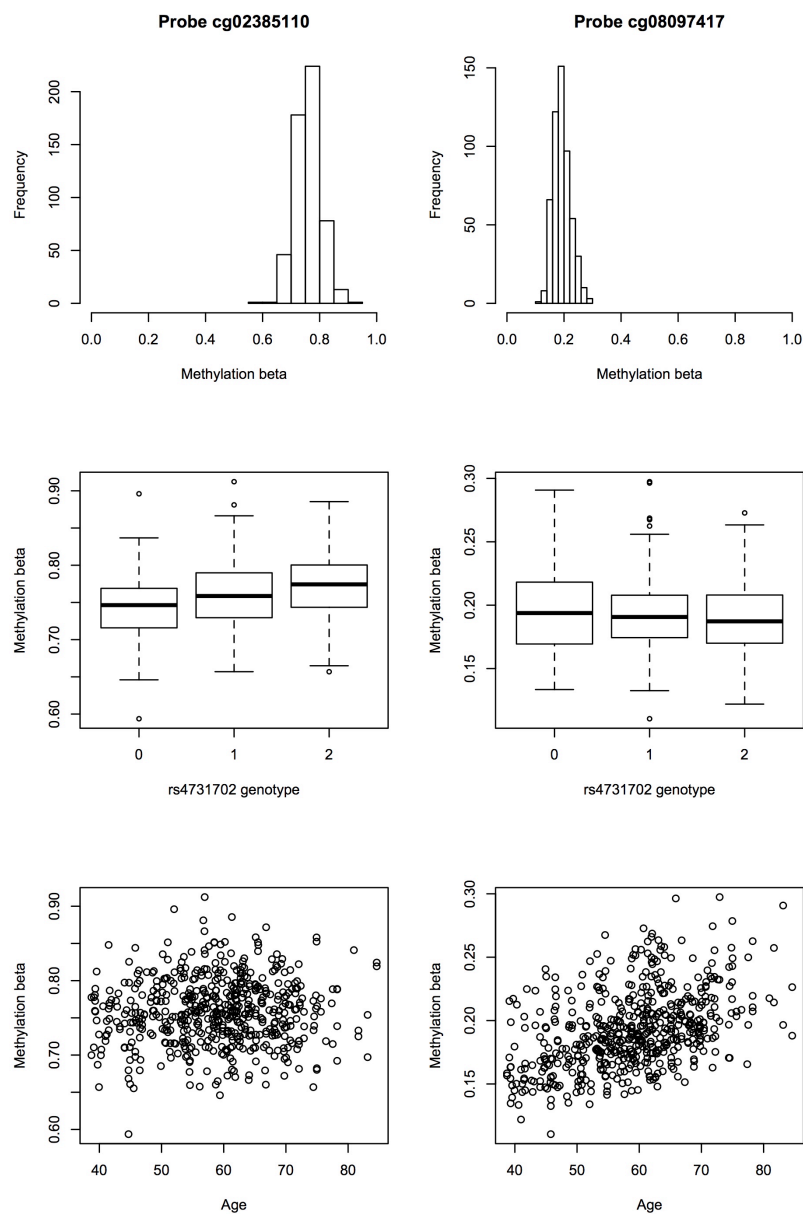 Probe cg02385110
Probe cg08097417
Frequency
0 50 100 150 200
0.0 0.2 0.4 0.6 0.8 1.0
Methylation beta
Frequency
0 50 100 150
0.0 0.2 0.4 0.6 0.8 1.0
Methylation beta
Methylation beta
0.60 0.70 0.80 0.90
0 1 2
rs4731702 genotype
Methylation beta
0.15 0.20 0.25 0.30
0 1 2
rs4731702 genotype
Methylation beta
0.60 0.70 0.80 0.90
40 50 60 70 80
Age
Methylation beta
0.15 0.20 0.25 0.30
40 50 60 70 80
Age